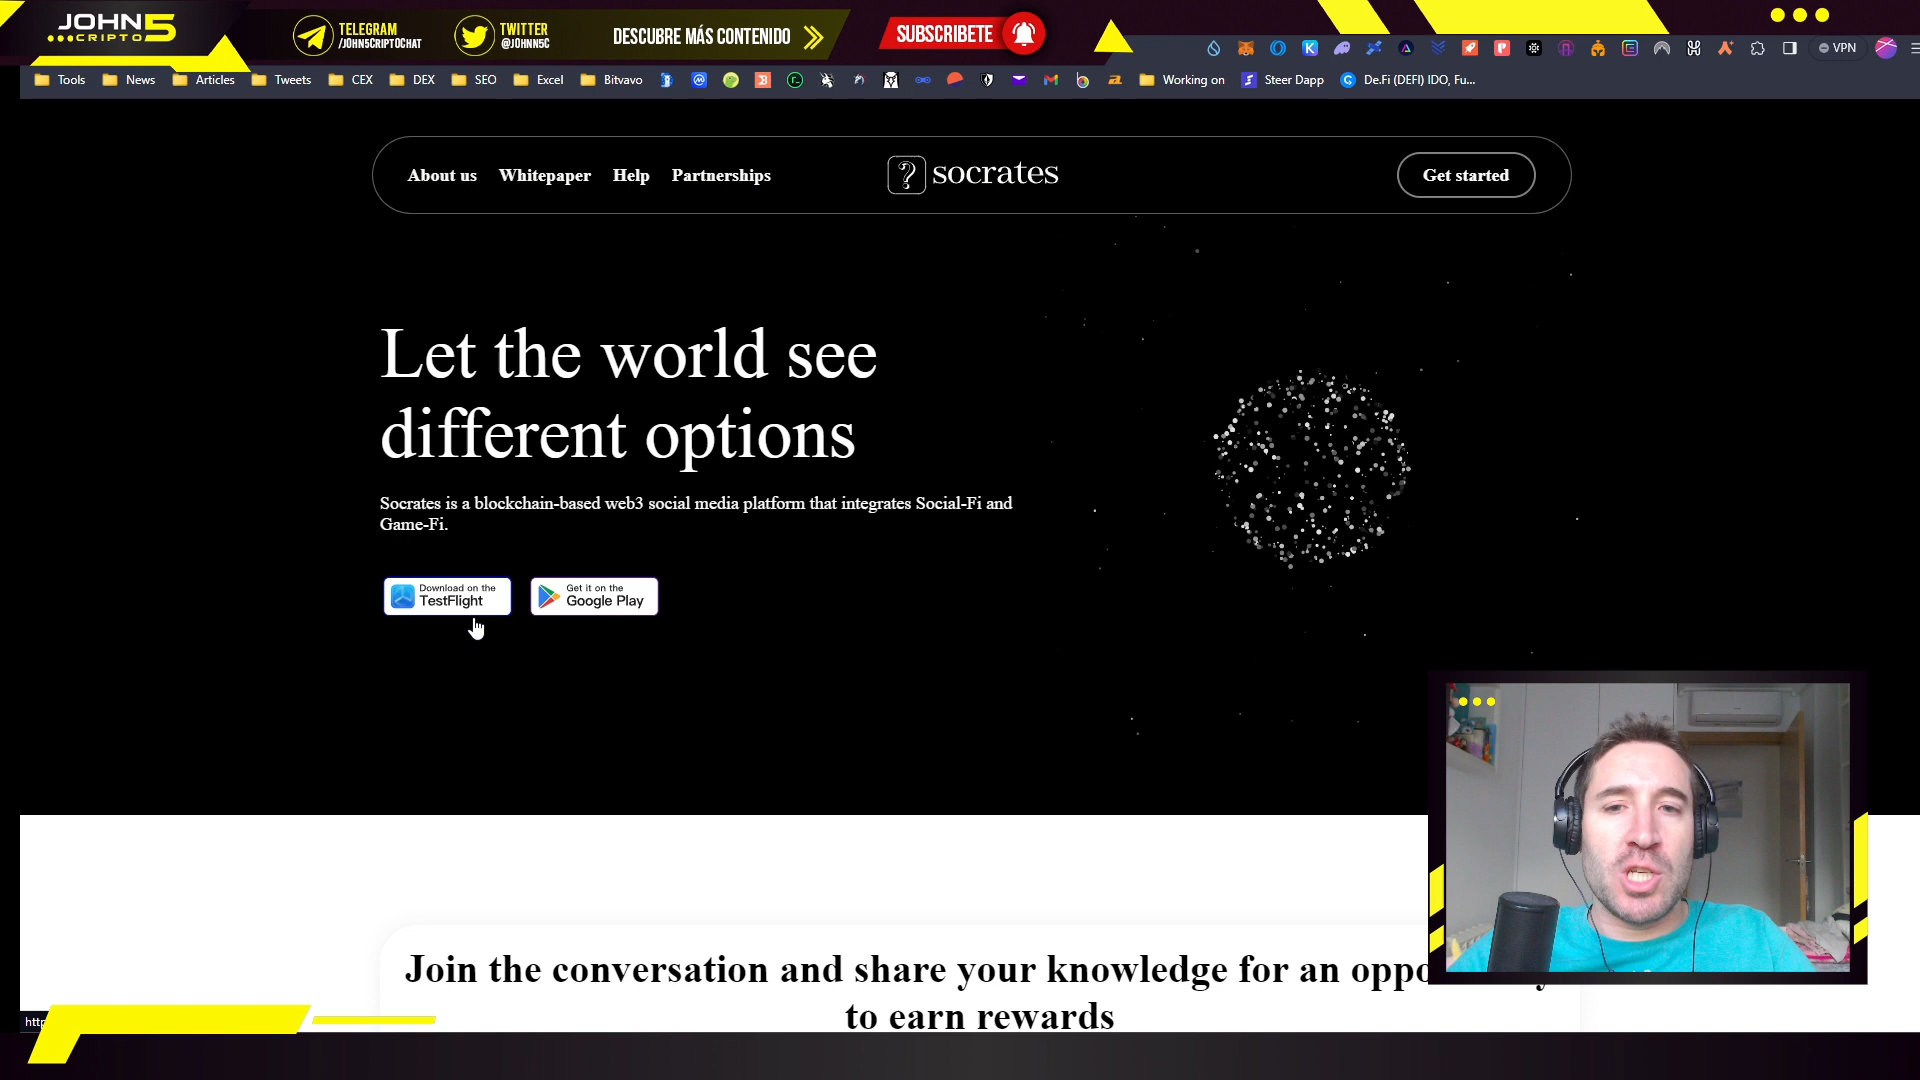 JOHN 5
CRIPTO
TELEGRAM
/JOHN5CRIPTOCHAT
TWITTER
@J0HNN5C
DESCUBRE MÁS CONTENIDO
SUBSCRIBETE
VPN
Tools
News
Articles
Tweets
CEX
DEX
SEO
Excel
Bitvavo
Working on
Steer Dapp
De.Fi (DEFI) IDO, Fu...
About us
Whitepaper
Help
Partnerships
? socrates
Get started
Let the world see
different options
Socrates is a blockchain-based web3 social media platform that integrates Social-Fi and
Game-Fi.
Download on the
TestFlight
Get it on the
Google Play
Join the conversation and share your knowledge for an oppo
to earn rewards